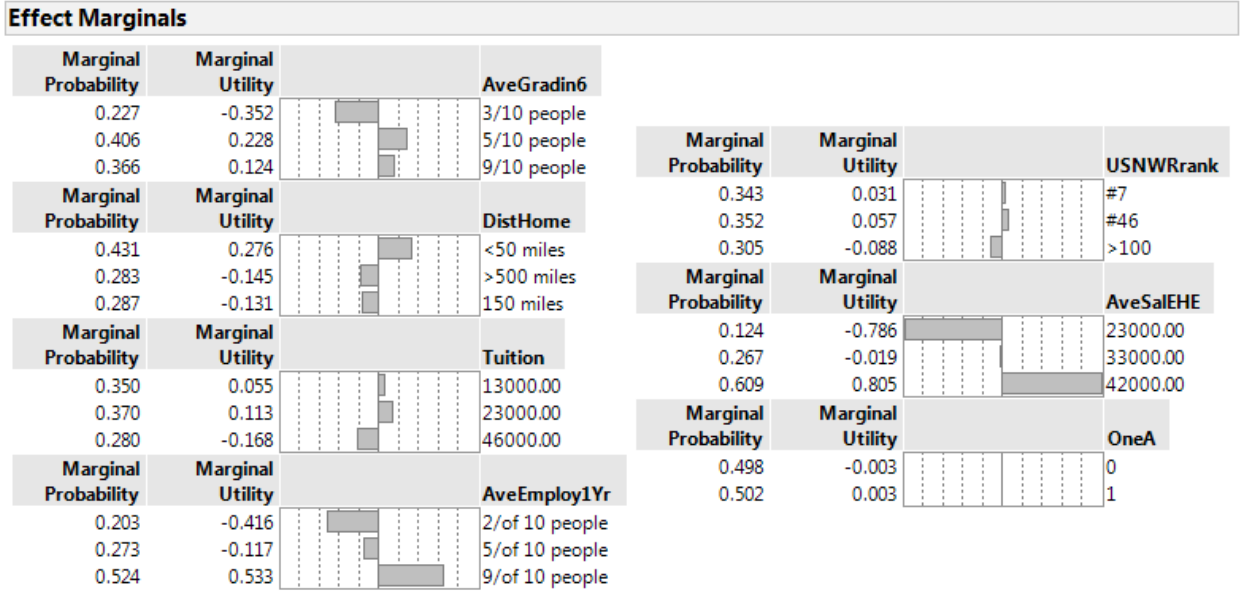 Effect Marginals
Marginal Probability Marginal Utility AveGradin6
0.227 -0.352 3/10 people
0.406 0.228 5/10 people
0.366 0.124 9/10 people
Marginal Probability Marginal Utility DistHome
0.431 0.276 <50 miles
0.283 -0.145 >500 miles
0.287 -0.131 150 miles
Marginal Probability Marginal Utility Tuition
0.350 0.055 13000.00
0.370 0.113 23000.00
0.280 -0.168 46000.00
Marginal Probability Marginal Utility AveEmploy1Yr
0.203 -0.416 2/of 10 people
0.273 -0.117 5/of 10 people
0.524 0.533 9/of 10 people
Marginal Probability Marginal Utility USNWRrank
0.343 0.031 #7
0.352 0.057 #46
0.305 -0.088 >100
Marginal Probability Marginal Utility AveSalEHE
0.124 -0.786 23000.00
0.267 -0.019 33000.00
0.609 0.805 42000.00
Marginal Probability Marginal Utility OneA
0.498 -0.003 0
0.502 0.003 1